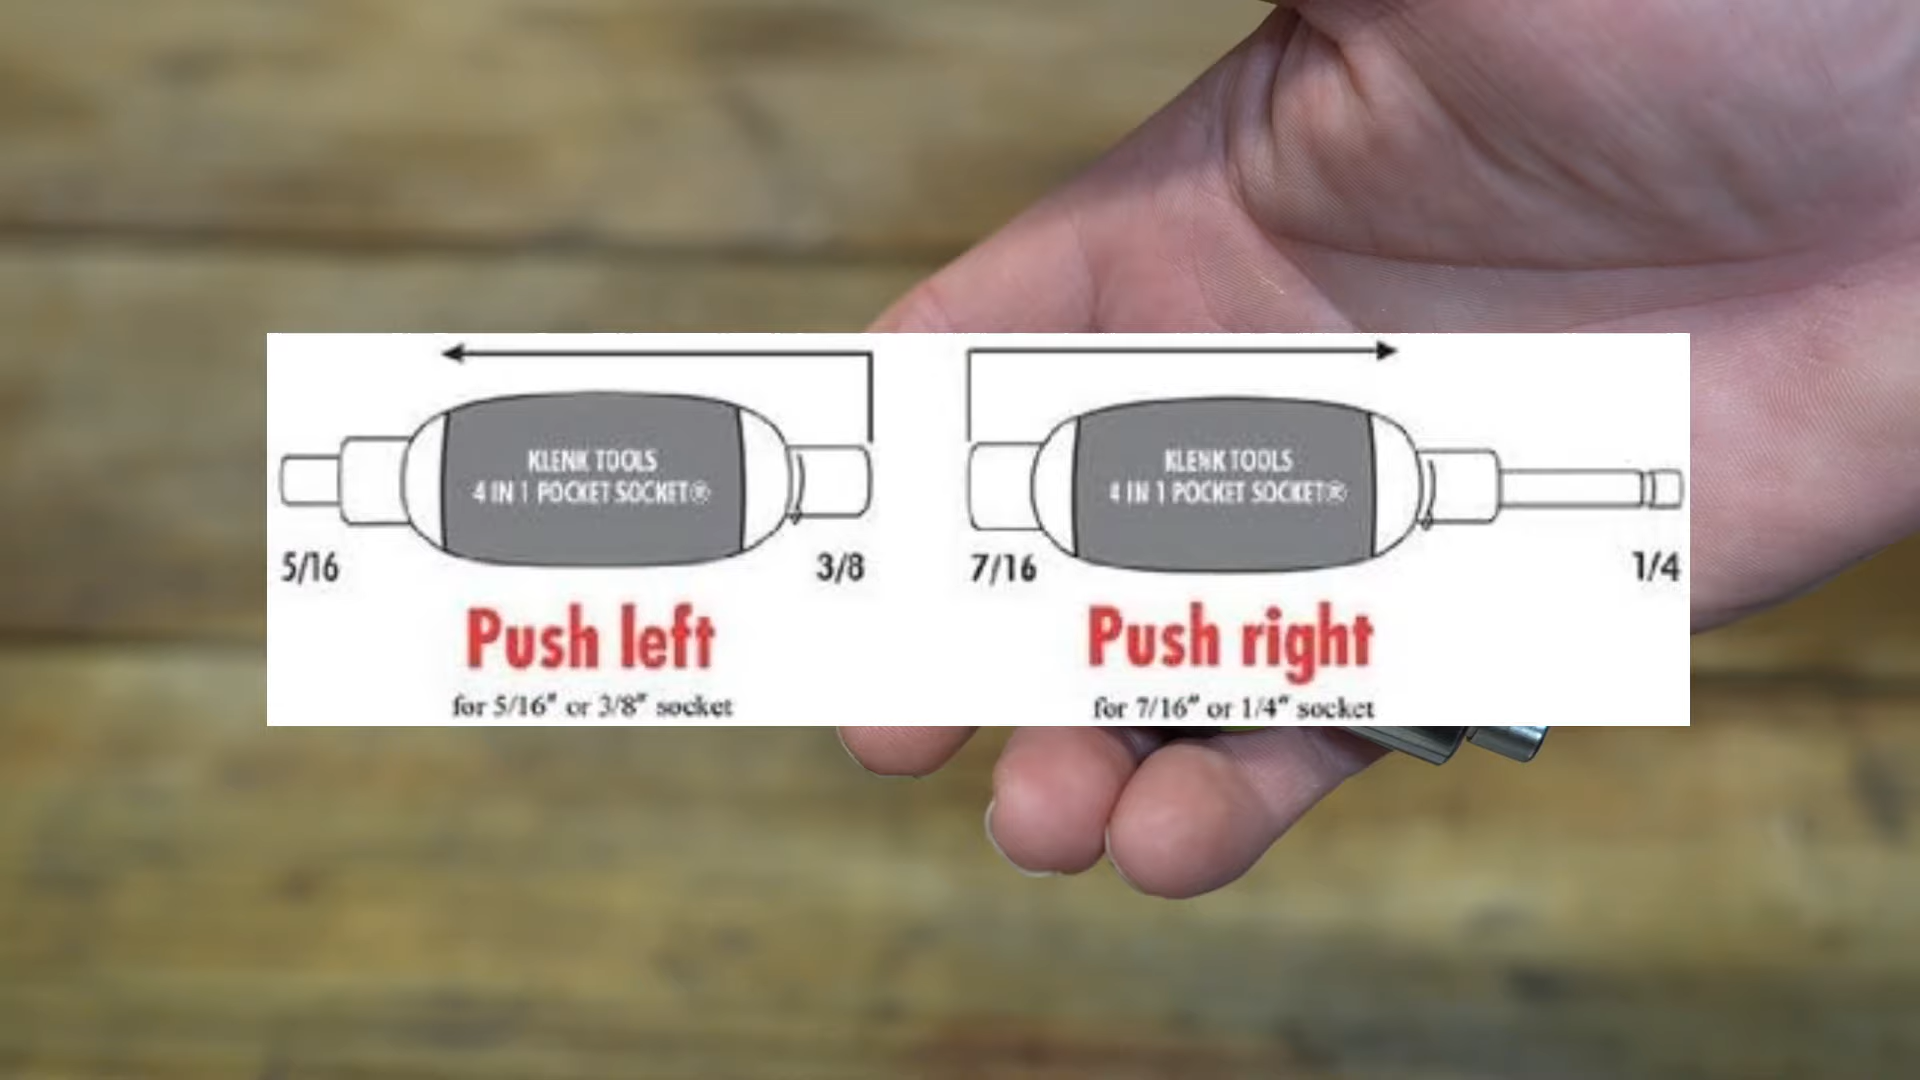 KLENK TOOLS
4 IN 1 POCKET SOCKET®
5/16
3/8
Push left
for 5/16" or 3/8" socket
KLENK TOOLS
4 IN 1 POCKET SOCKET®
7/16
1/4
Push right
for 7/16" or 1/4" socket